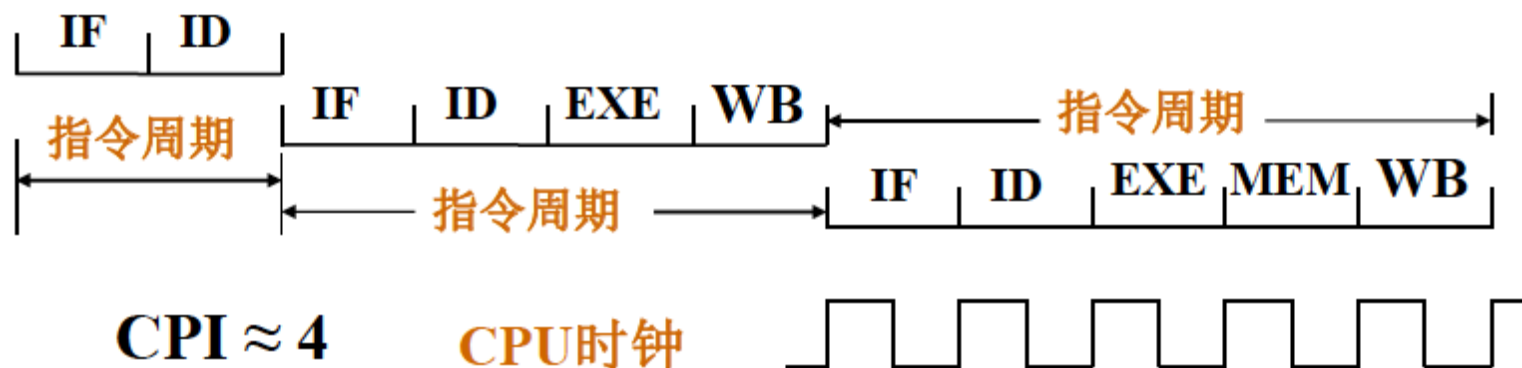 IF ID
IF ID EXE WB
指令周期
指令周期
IF ID EXE MEM WB
指令周期
CPI ≈ 4
CPU时钟